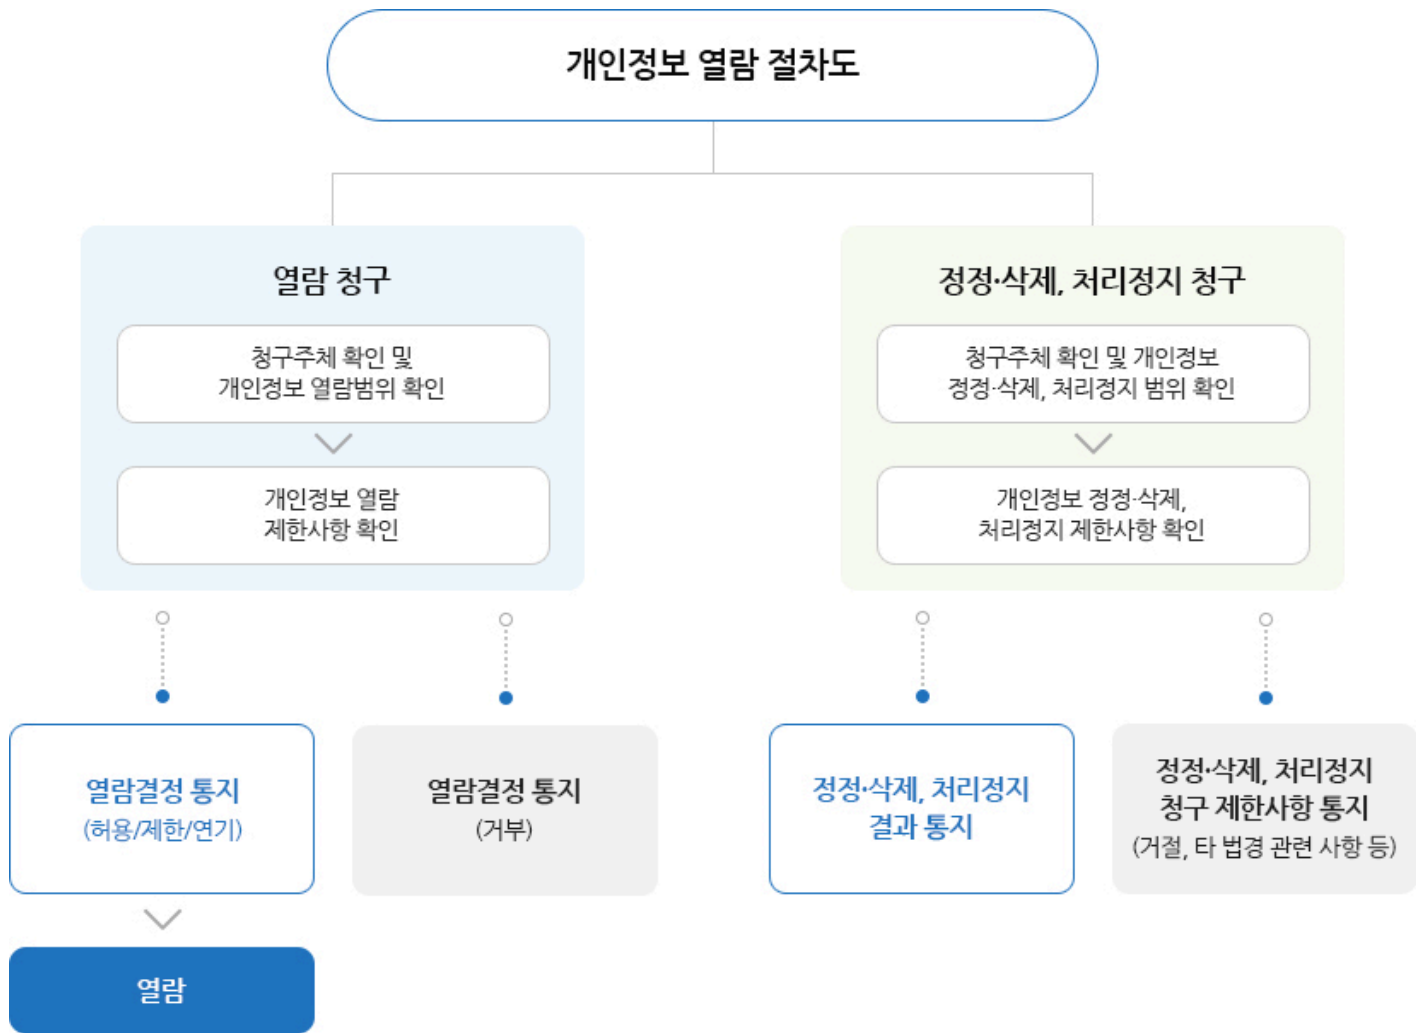 개인정보 열람 절차도
열람 청구
청구주체 확인 및
개인정보 열람범위 확인
개인정보 열람
제한사항 확인
정정·삭제, 처리정지 청구
청구주체 확인 및 개인정보
정정·삭제, 처리정지 범위 확인
개인정보 정정·삭제,
처리정지 제한사항 확인
열람결정 통지
(허용/제한/연기)
열람
열람결정 통지
(거부)
정정·삭제, 처리정지
결과 통지
정정·삭제, 처리정지
청구 제한사항 통지
(거절, 타 법경 관련 사항 등)